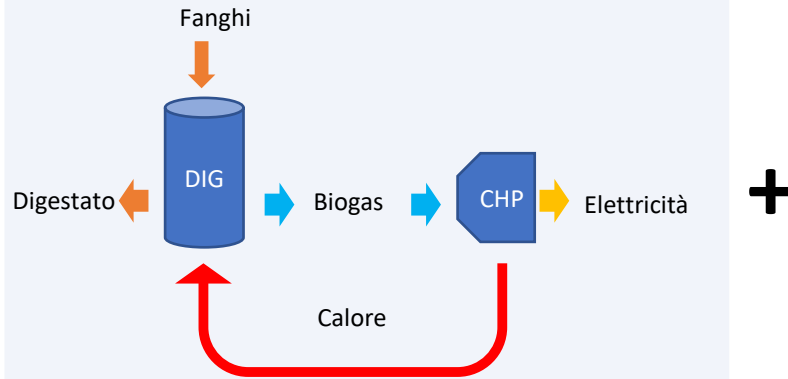 Fanghi
DIG
Digestato
Biogas
CHP
Elettricità
+
Calore